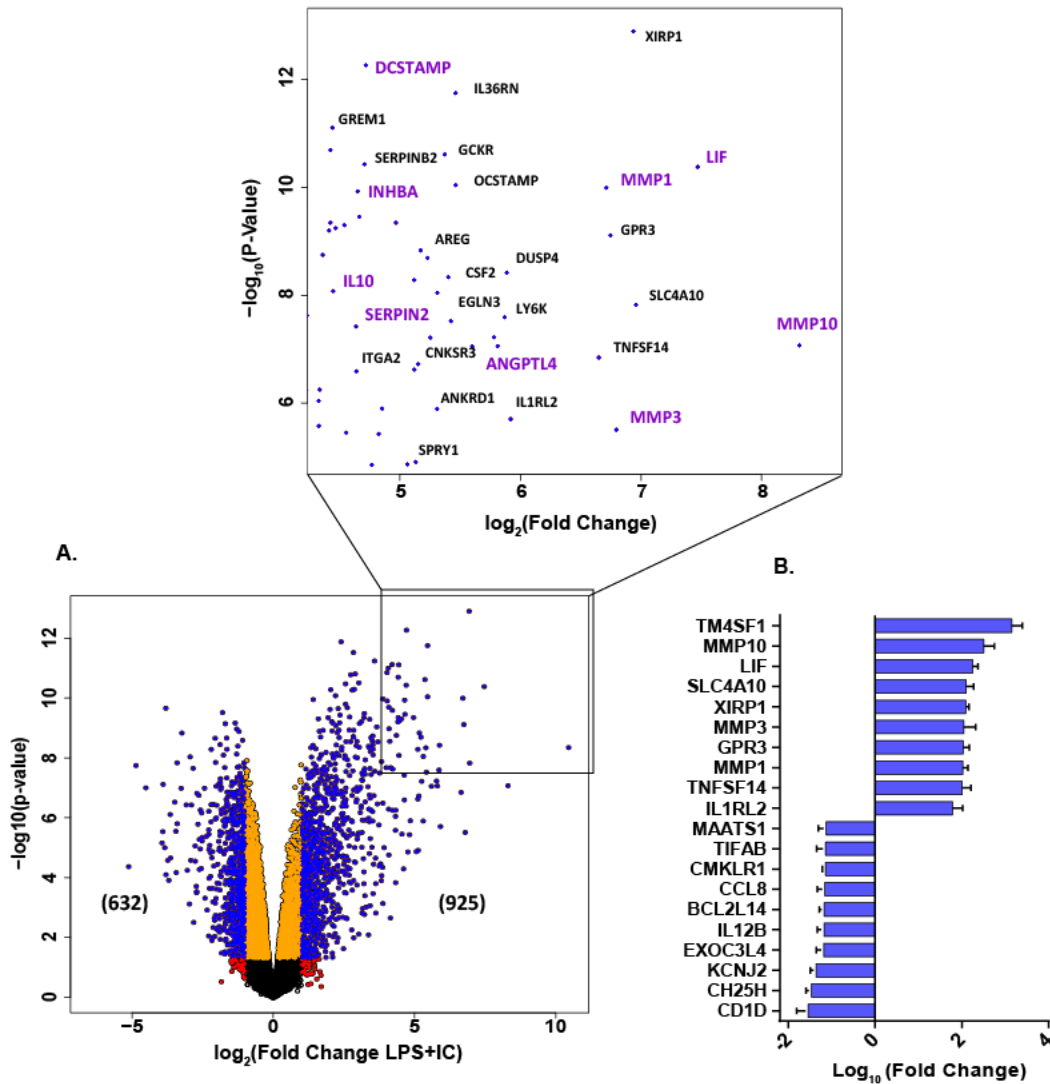 XIRP1
DCSTAMP
IL36RN
GREM1
GCKR
SERPINB2
LIF
OCSTAMP
MMP1
INHBA
GPR3
AREG
DUSP4
CSF2
IL10
SLC4A10
EGLN3
LY6K
SERPIN2
MMP10
TNFSF14
CNKSR3
ITGA2
ANGPTL4
ANKRD1
IL1RL2
MMP3
SPRY1
12
10
8
6
−log10(P-Value)
5 6 7 8
log2(Fold Change)
A.
12
10
8
6
4
2
0
−log10(p-value)
(632) (925)
−5 0 5 10
log2(Fold Change LPS+IC)
B.
TM4SF1
MMP10
LIF
SLC4A10
XIRP1
MMP3
GPR3
MMP1
TNFSF14
IL1RL2
MAATS1
TIFAB
CMKLR1
CCL8
BCL2L14
IL12B
EXOC3L4
KCNJ2
CH25H
CD1D
-2 0 2 4
Log10 (Fold Change)